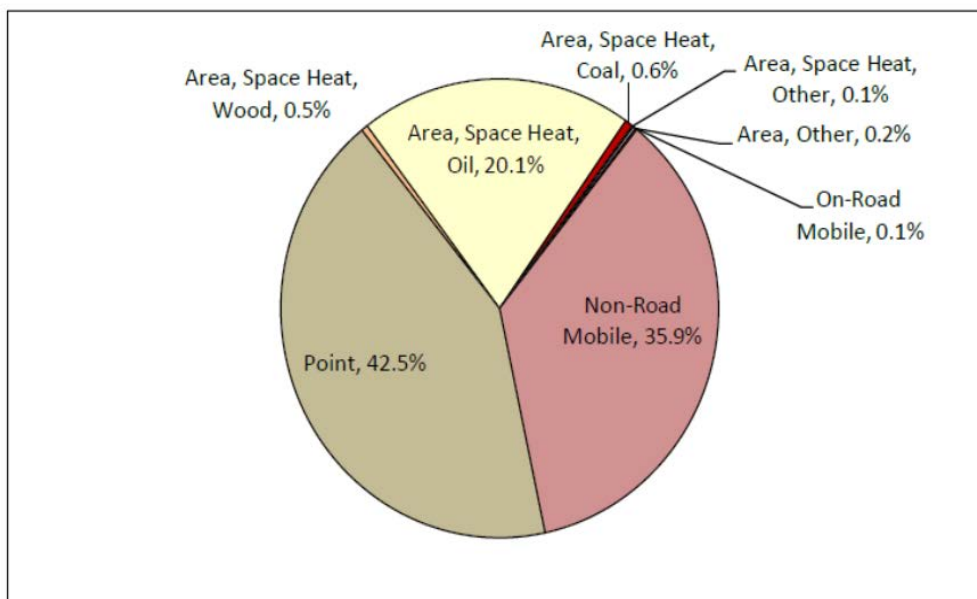 Area, Space Heat,
Coal, 0.6%
Area, Space Heat,
Other, 0.1%
Area, Space Heat,
Wood, 0.5%
Area, Space Heat,
Oil, 20.1%
Area, Other, 0.2%
On-Road
Mobile, 0.1%
Non-Road
Mobile, 35.9%
Point, 42.5%